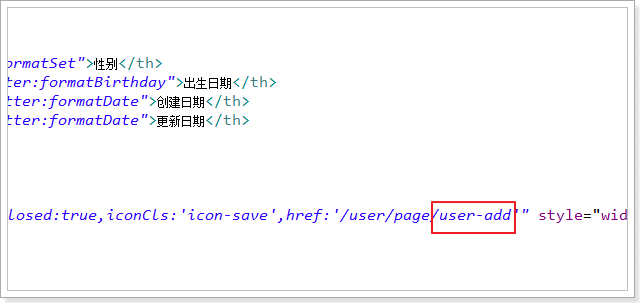 ormatSet">性别</th>
ter:formatBirthday">出生日期</th>
tter:formatDate">创建日期</th>
tter:formatDate">更新日期</th>
losed:true,iconCls:'icon-save',href:'/user/page/user-add'" style="wid